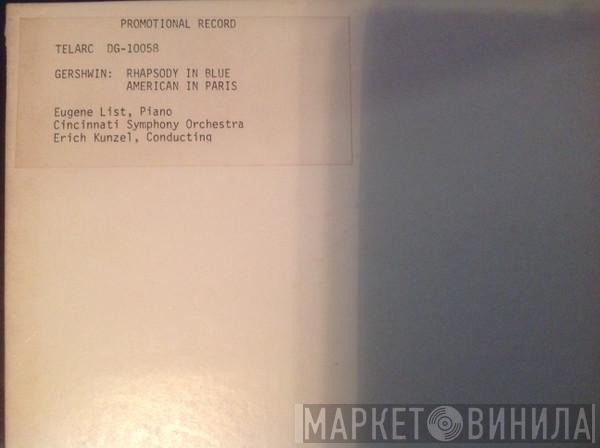 PROMOTIONAL RECORD
TELARC DG-10058
GERSHWIN: RHAPSODY IN BLUE
AMERICAN IN PARIS
Eugene List, Piano
Cincinnati Symphony Orchestra
Erich Kunzel, Conducting
МАРКЕТ ВИНИЛА